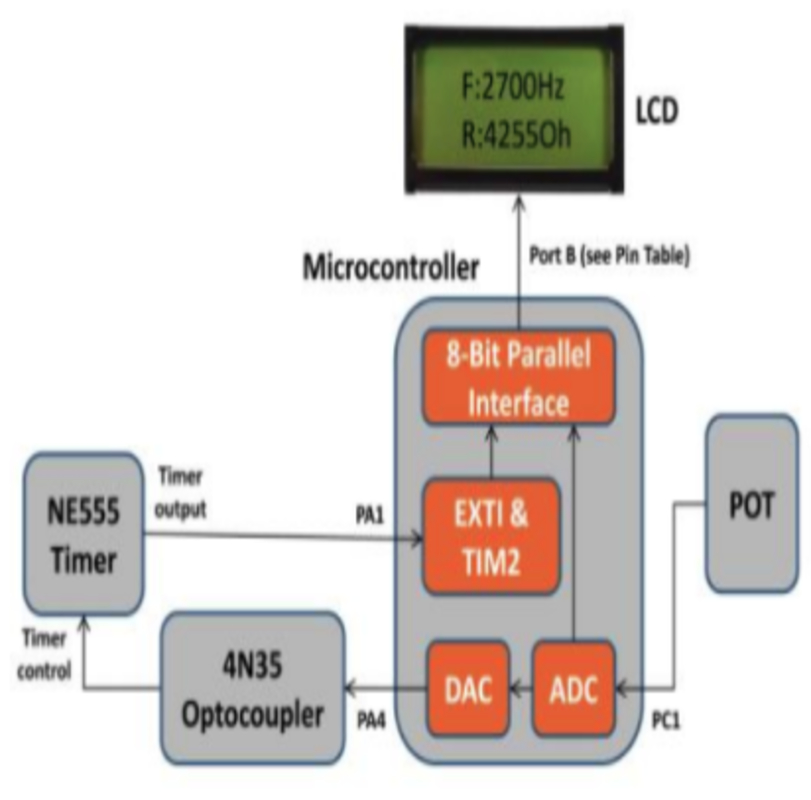 F:2700Hz
R:4255Oh
LCD
Port B (see Pin Table)
Microcontroller
8-Bit Parallel
Interface
NE555
Timer
Timer
output
PA1
EXTI &
TIM2
POT
Timer
control
4N35
Optocoupler
PA4
DAC
ADC
PC1